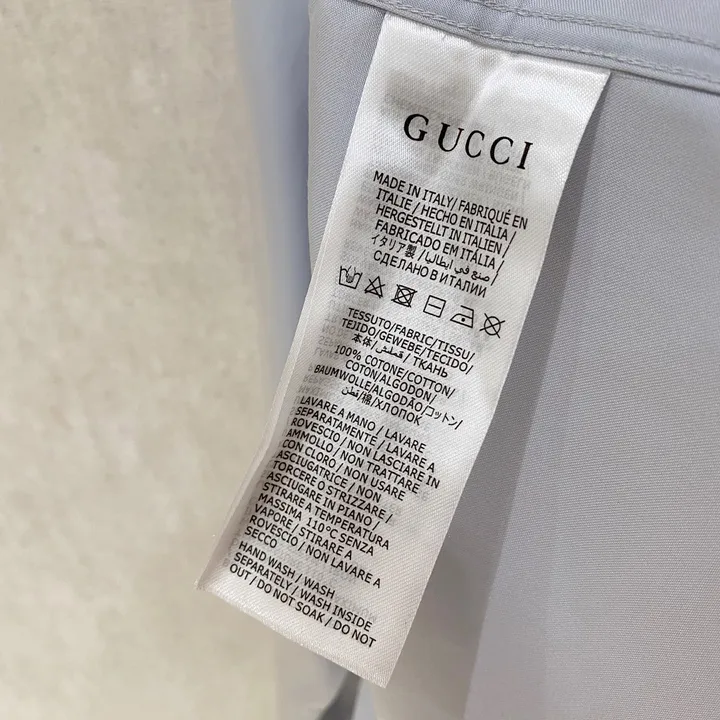 GUCCI
MADE IN ITALY/ FABRIQUÉ EN
ITALIE / HECHO EN ITALIA /
HERGESTELLT IN ITALIEN /
FABRICADO EM ITÁLIA /
イタリア製 / صنع في ايطاليا /
СДЕЛАНО В ИТАЛИИ
TESSUTO/FABRIC/TISSU/
TEJIDO/GEWEBE/TECIDO/
本体/ قطش/ ТКАНЬ
100% COTONE/COTTON/
COTON/ALGODON/
BAUMWOLLE/ALGODÃO/コットン/
قطن/棉/ХЛОПОК
LAVARE A MANO / LAVARE
SEPARATAMENTE / LAVARE A
ROVESCIO / NON LASCIARE IN
AMMOLLO / NON TRATTARE
CON CLORO / NON USARE
ASCIUGATRICE / NON
TORCERE O STRIZZARE /
ASCIUGARE IN PIANO /
STIRARE A TEMPERATURA
MASSIMA 110°C SENZA
VAPORE / STIRARE A
ROVESCIO / NON LAVARE A
SECCO
HAND WASH / WASH
SEPARATELY / WASH INSIDE
OUT / DO NOT SOAK / DO NOT